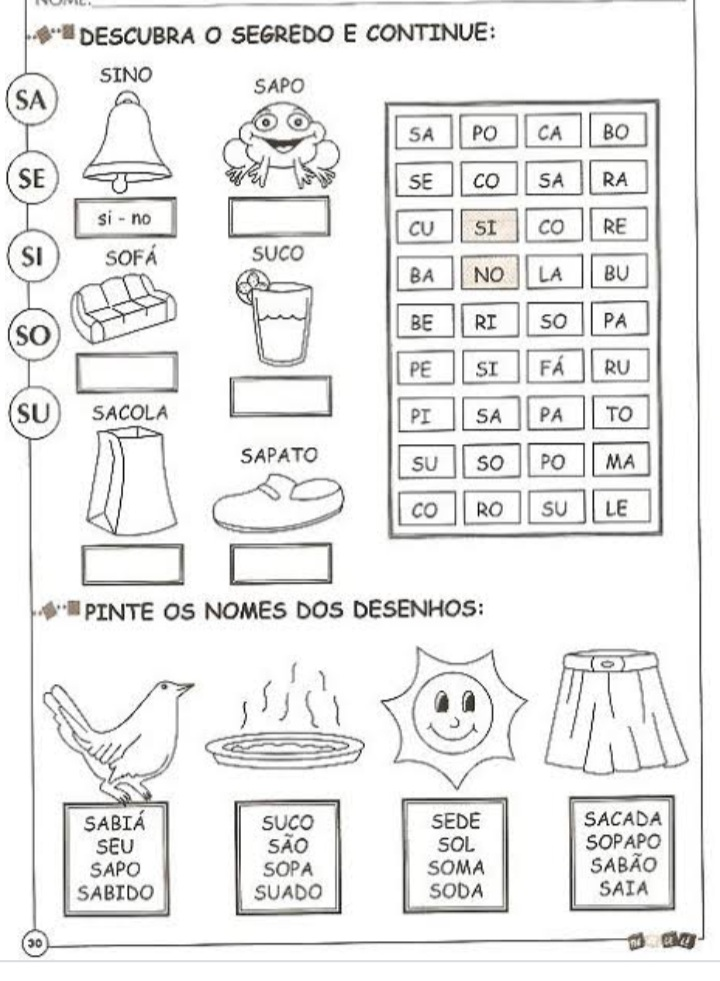 NOME:
DESCUBRA O SEGREDO E CONTINUE:
SA
SE
SI
SO
SU
SINO
SAPO
si - no
SOFÁ
SUCO
SACOLA
SAPATO
SA PO CA BO
SE CO SA RA
CU SI CO RE
BA NO LA BU
BE RI SO PA
PE SI FÁ RU
PI SA PA TO
SU SO PO MA
CO RO SU LE
PINTE OS NOMES DOS DESENHOS:
SABIÁ
SEU
SAPO
SABIDO
SUCO
SÃO
SOPA
SUADO
SEDE
SOL
SOMA
SODA
SACADA
SOPAPO
SABÃO
SAIA
30